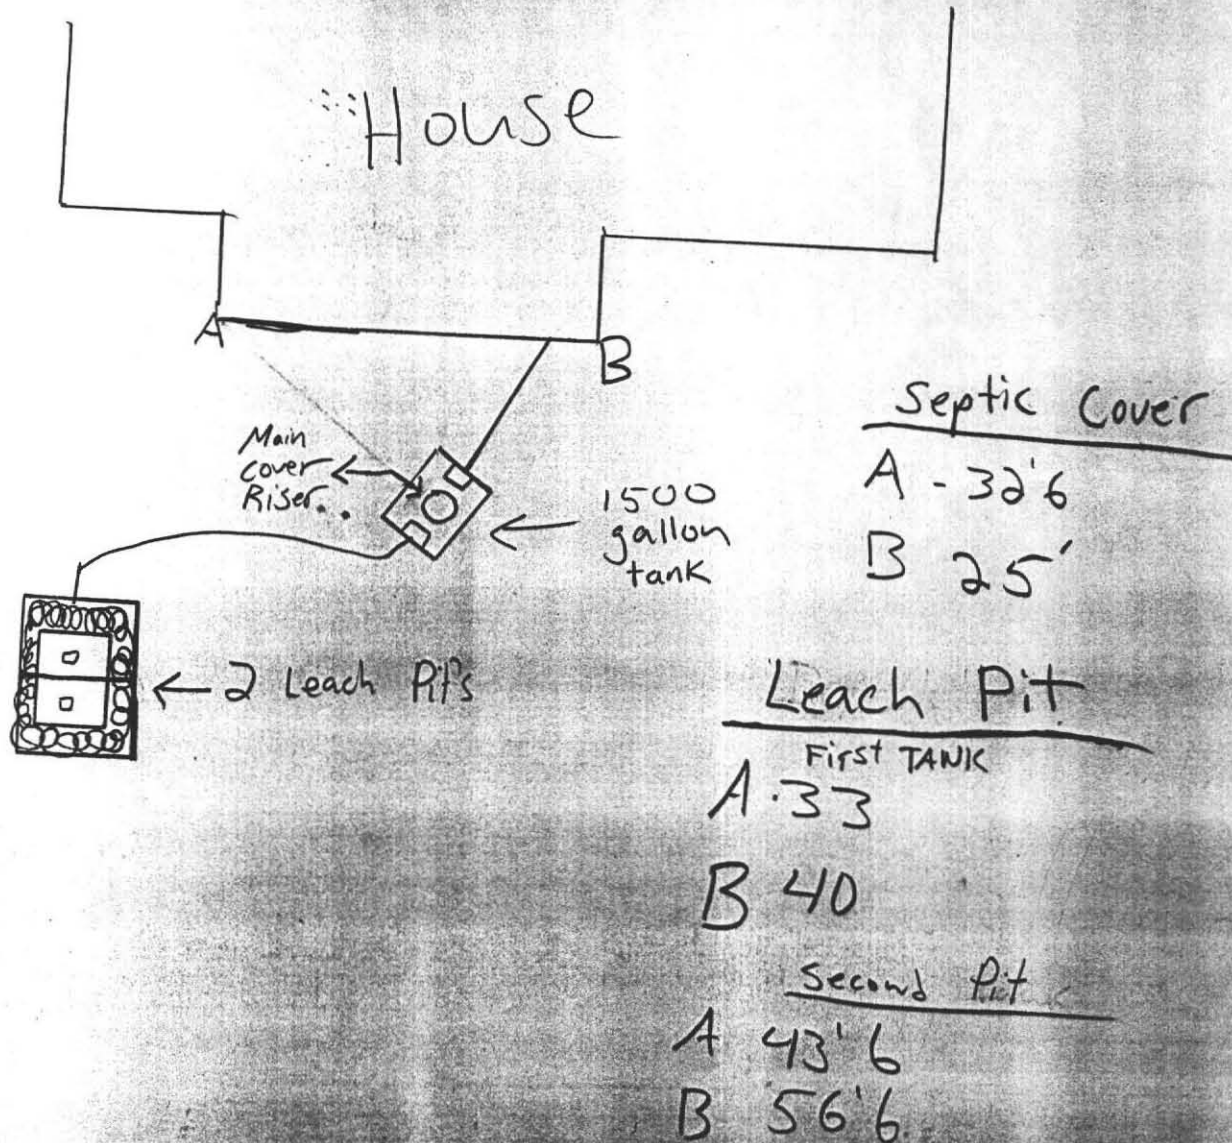 House
A
B
Main
cover
Riser..
1500
gallon
tank
2 Leach Pit's
Septic Cover
A - 32'6
B 25'
Leach Pit
First TANK
A. 33
B 40
Second Pit
A 43'6
B 56'6.